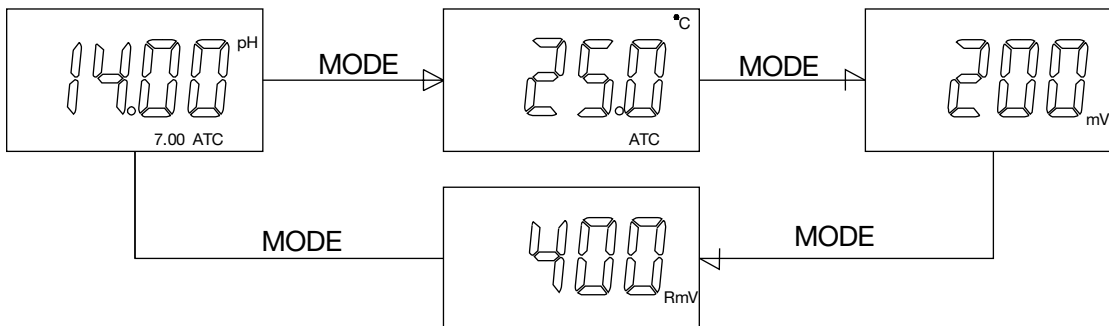 14.00 pH
7.00 ATC
MODE
25.0 °C
ATC
MODE
200 mV
MODE
400 RmV
MODE